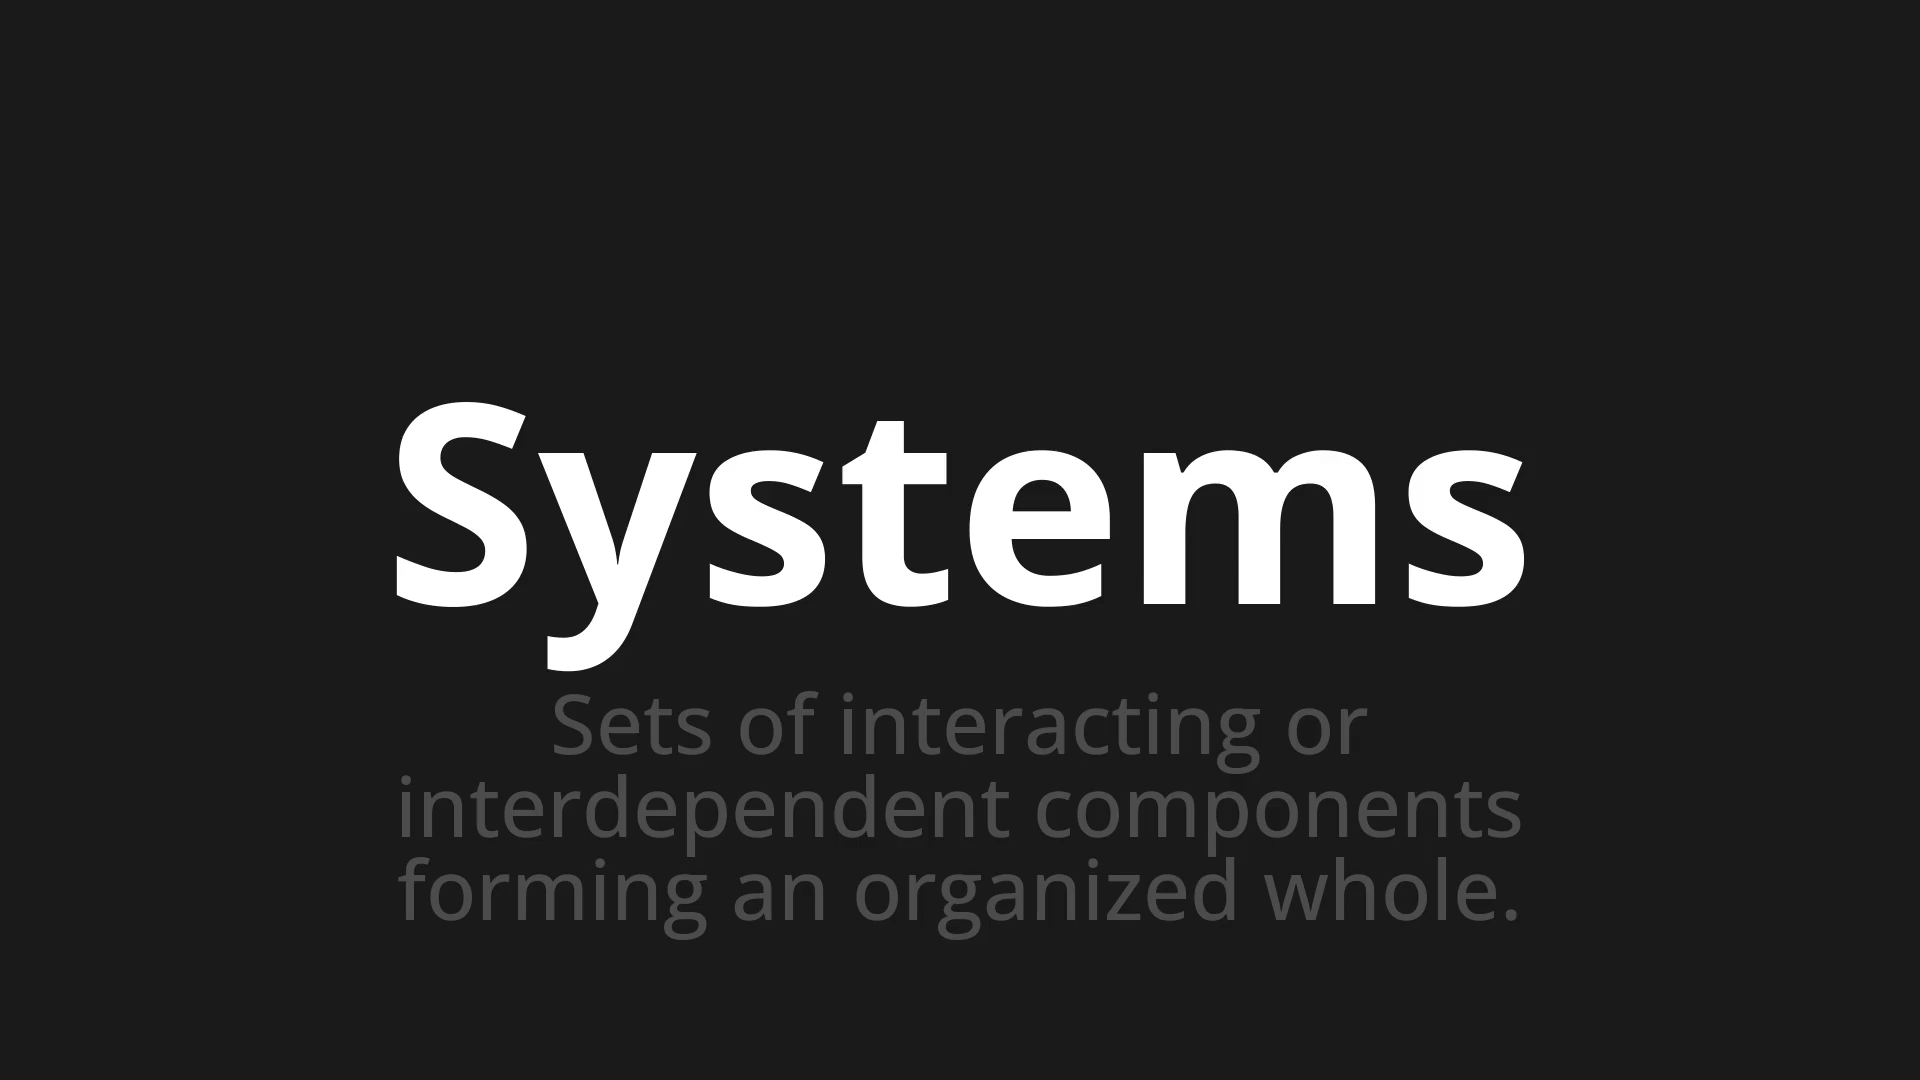 Systems
Sets of interacting or
interdependent components
forming an organized whole.